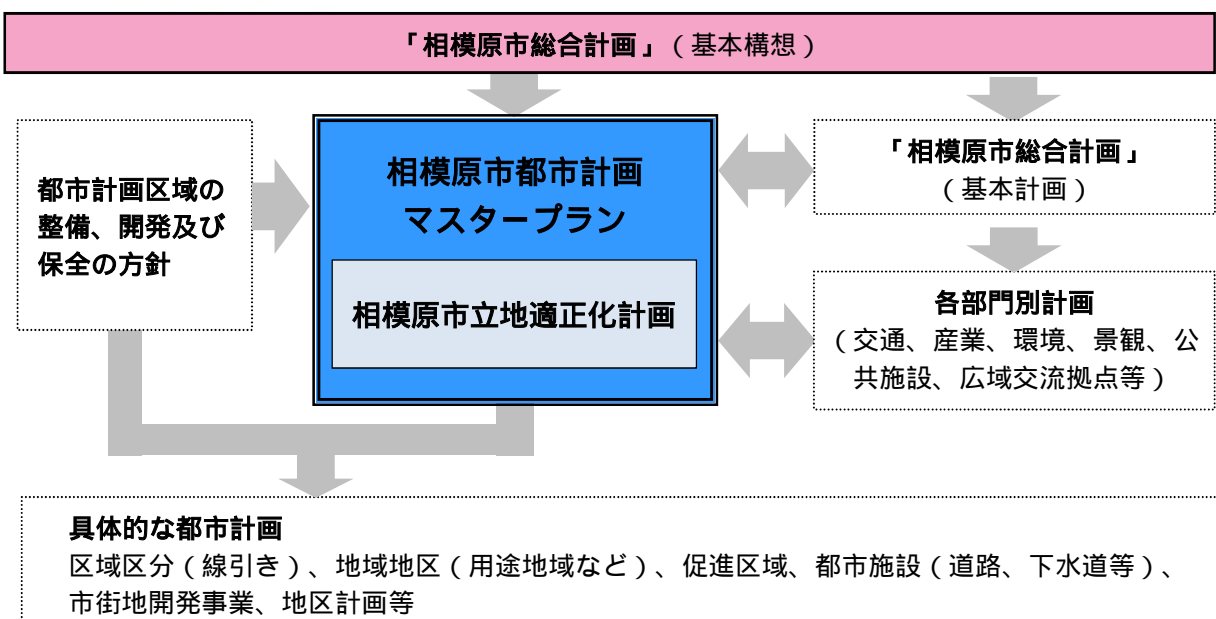 「相模原市総合計画」(基本構想)
都市計画区域の
整備、開発及び
保全の方針
相模原市都市計画
マスタープラン
相模原市立地適正化計画
「相模原市総合計画」
(基本計画)
各部門別計画
(交通、産業、環境、景観、公
共施設、広域交流拠点等)
具体的な都市計画
区域区分(線引き)、地域地区(用途地域など)、促進区域、都市施設(道路、下水道等)、
市街地開発事業、地区計画等